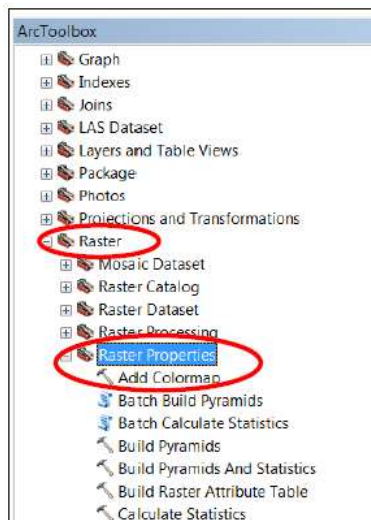 ArcToolbox
Graph
Indexes
Joins
LAS Dataset
Layers and Table Views
Package
Photos
Projections and Transformations
Raster
Mosaic Dataset
Raster Catalog
Raster Dataset
Raster Processing
Raster Properties
Add Colormap
Batch Build Pyramids
Batch Calculate Statistics
Build Pyramids
Build Pyramids And Statistics
Build Raster Attribute Table
Calculate Statistics